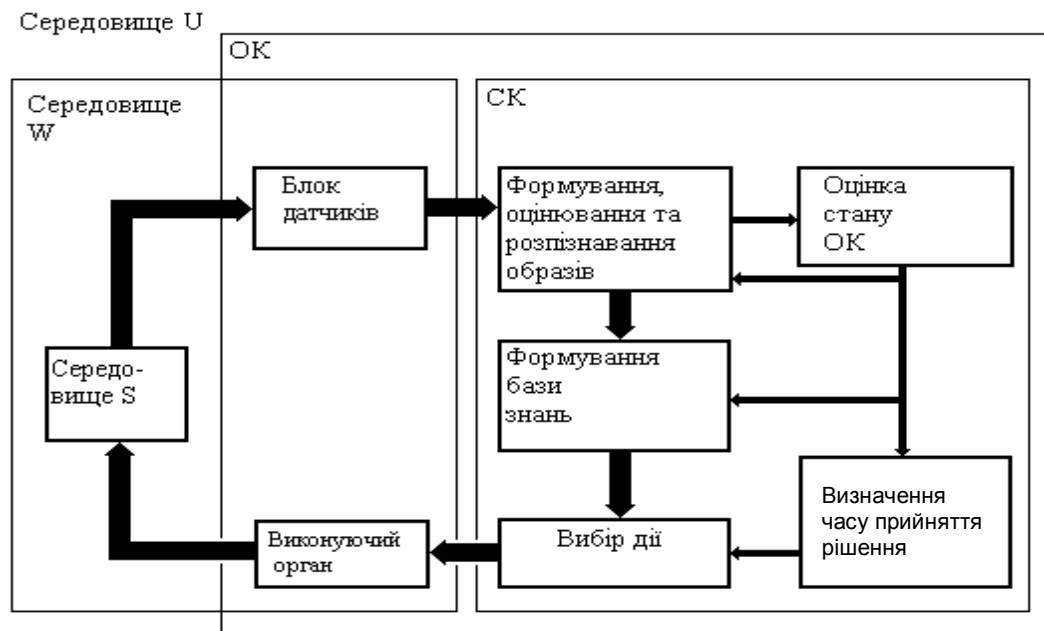 Середовище U
ОК
Середовище
W
СК
Блок
датчиків
Формування,
оцінювання та
розпізнавання
образів
Оцінка
стану
ОК
Середо-
вище S
Формування
бази
знань
Виконуючий
орган
Вибір дії
Визначення
часу прийняття
рішення